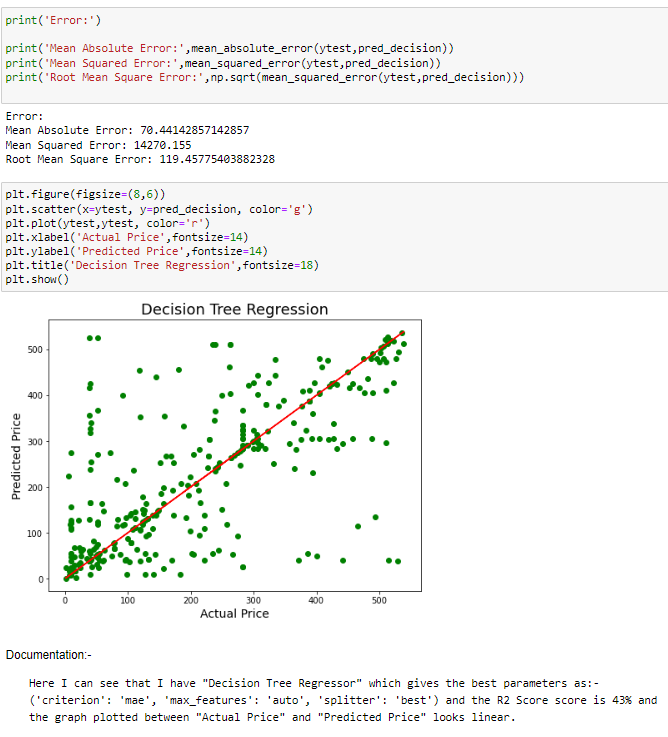 print('Error:')
print('Mean Absolute Error:',mean_absolute_error(ytest,pred_decision))
print('Mean Squared Error:',mean_squared_error(ytest,pred_decision))
print('Root Mean Square Error:',np.sqrt(mean_squared_error(ytest,pred_decision)))
Error:
Mean Absolute Error: 70.44142857142857
Mean Squared Error: 14270.155
Root Mean Square Error: 119.45775403882328
plt.figure(figsize=(8,6))
plt.scatter(x=ytest, y=pred_decision, color='g')
plt.plot(ytest,ytest, color='r')
plt.xlabel('Actual Price',fontsize=14)
plt.ylabel('Predicted Price',fontsize=14)
plt.title('Decision Tree Regression',fontsize=18)
plt.show()
Decision Tree Regression
Predicted Price
500
400
300
200
100
0
0 100 200 300 400 500
Actual Price
Documentation:-
Here I can see that I have "Decision Tree Regressor" which gives the best parameters as:-
('criterion': 'mae', 'max_features': 'auto', 'splitter': 'best') and the R2 Score score is 43% and
the graph plotted between "Actual Price" and "Predicted Price" looks linear.